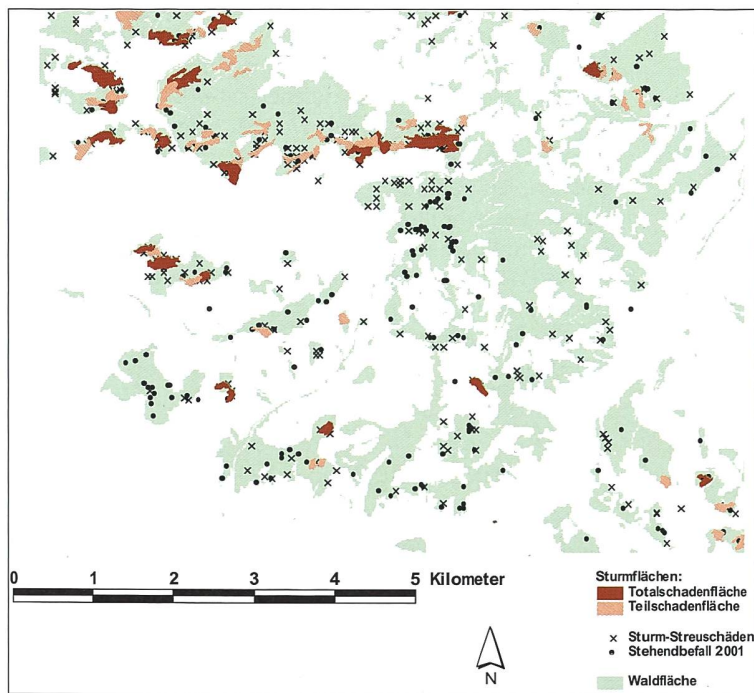 0 1 2 3 4 5 Kilometer
N
Sturmflächen:
Totalschadenfläche
Teilschadenfläche
Sturm-Streuschäden
Stehendbefall 2001
Waldfläche